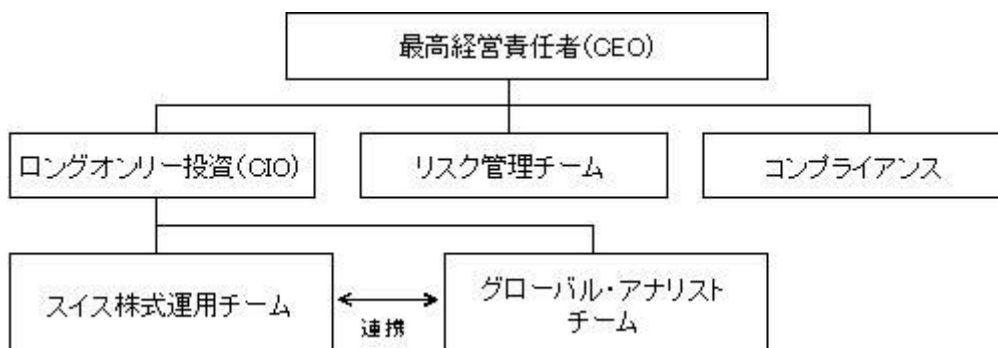 最高経営責任者(CEO)
ロングオンリー投資(CIO)
リスク管理チーム
コンプライアンス
スイス株式運用チーム
連携
グローバル・アナリスト
チーム